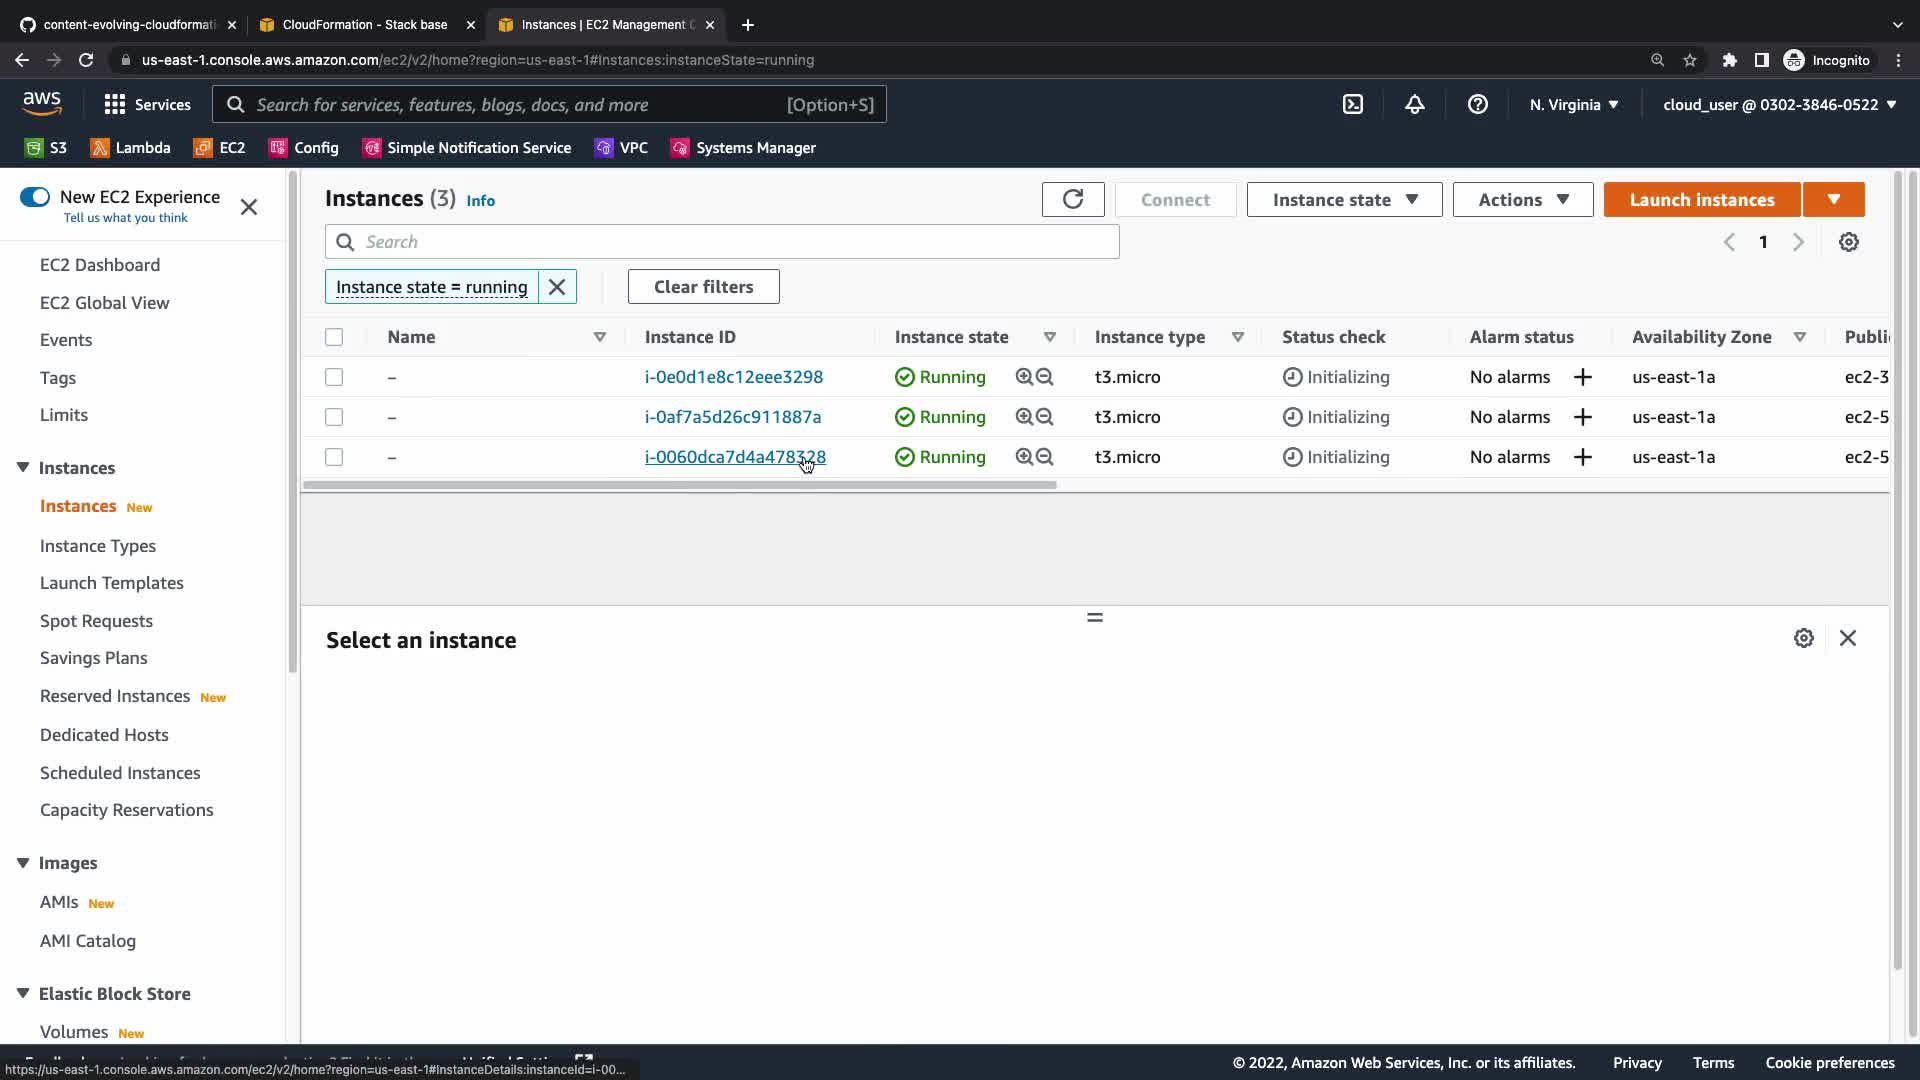 content-evolving-cloudformati
CloudFormation - Stack base
Instances | EC2 Management C
us-east-1.console.aws.amazon.com/ec2/v2/home?region=us-east-1#Instances:instanceState=running
Incognito
aws
Services
Search for services, features, blogs, docs, and more
[Option+S]
N. Virginia
cloud_user @ 0302-3846-0522
S3
Lambda
EC2
Config
Simple Notification Service
VPC
Systems Manager
New EC2 Experience
Tell us what you think
EC2 Dashboard
EC2 Global View
Events
Tags
Limits
Instances
Instances New
Instance Types
Launch Templates
Spot Requests
Savings Plans
Reserved Instances New
Dedicated Hosts
Scheduled Instances
Capacity Reservations
Images
AMIs New
AMI Catalog
Elastic Block Store
Volumes New
Instances (3) Info
Connect
Instance state
Actions
Launch instances
Search
1
Instance state = running
Clear filters
Name Instance ID Instance state Instance type Status check Alarm status Availability Zone Publi
– i-0e0d1e8c12eee3298 Running t3.micro Initializing No alarms + us-east-1a ec2-3
– i-0af7a5d26c911887a Running t3.micro Initializing No alarms + us-east-1a ec2-5
– i-0060dca7d4a478328 Running t3.micro Initializing No alarms + us-east-1a ec2-5
Select an instance
https://us-east-1.console.aws.amazon.com/ec2/v2/home?region=us-east-1#InstanceDetails:instanceId=i-00...
© 2022, Amazon Web Services, Inc. or its affiliates.
Privacy
Terms
Cookie preferences